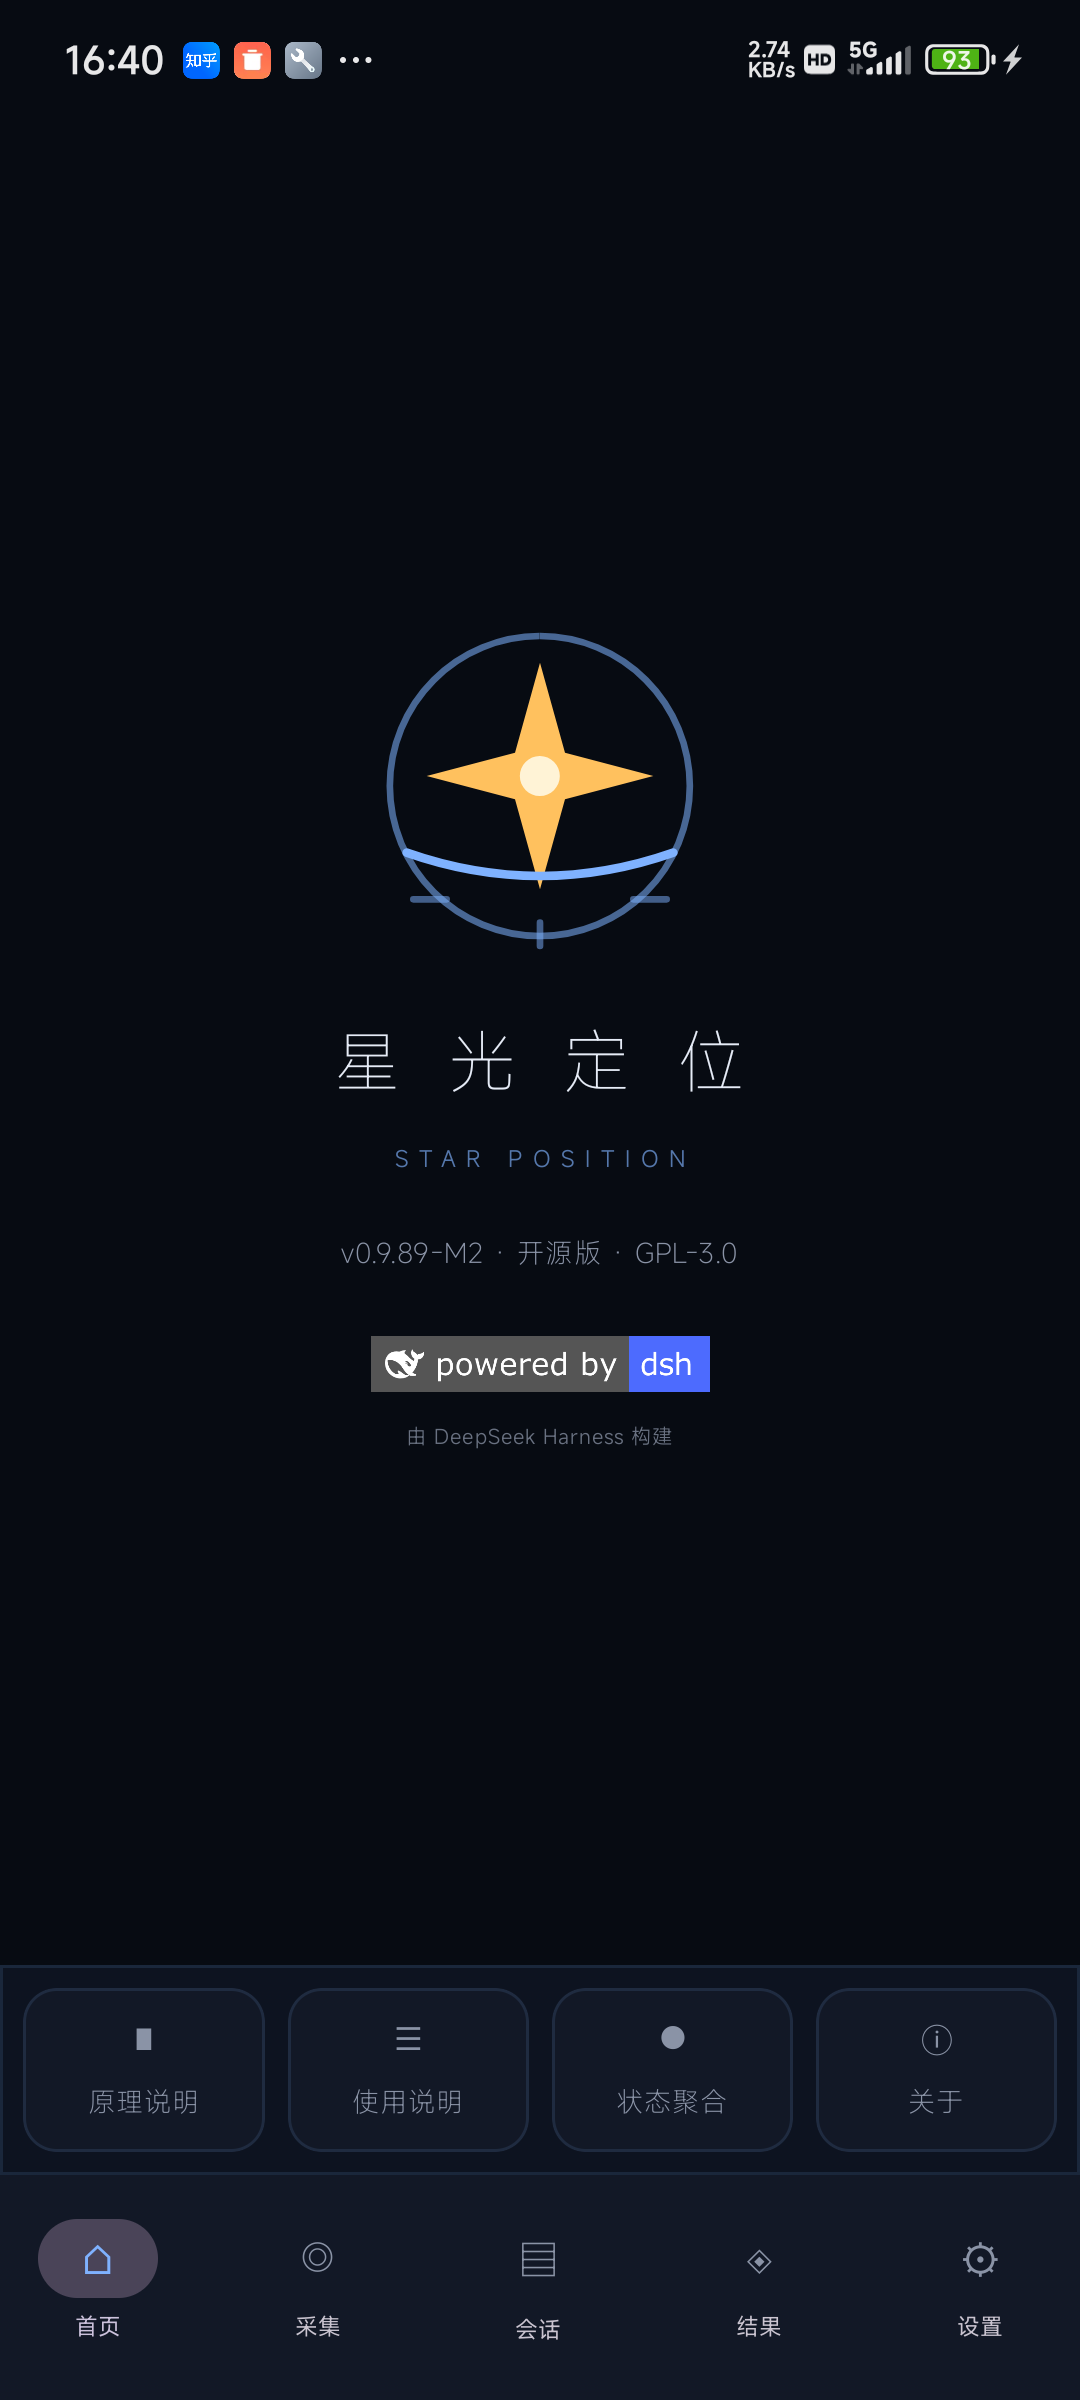 16:40 知乎 ··· 2.74 KB/s HD 5G 93
星光定位
STAR POSITION
v0.9.89-M2 · 开源版 · GPL-3.0
powered by dsh
由 DeepSeek Harness 构建
原理说明 使用说明 状态聚合 关于
首页 采集 会话 结果 设置